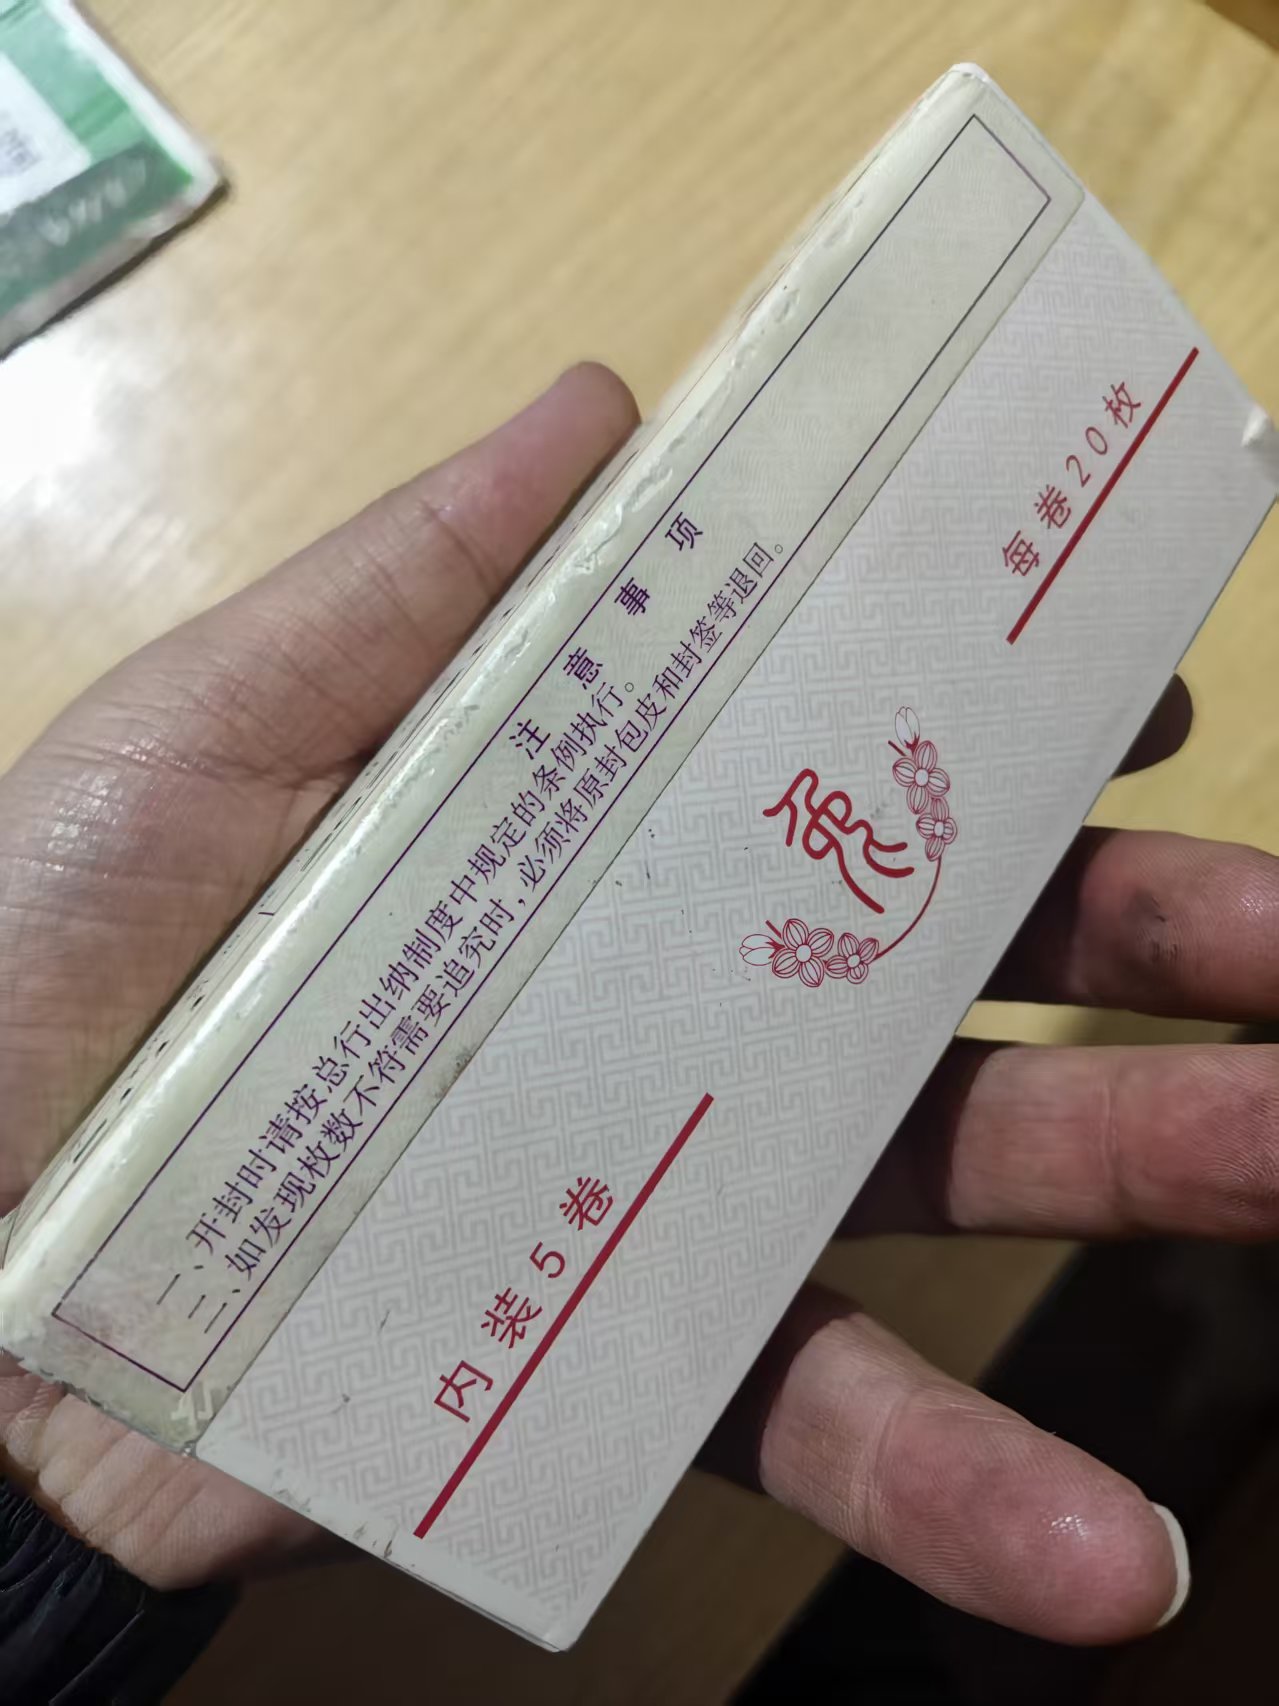 注意事项
一、开封时请按总行出纳制度中规定的条例执行。
二、如发现枚数不符需要追究时，必须将原封包皮和封签等退回。
内装5卷
每卷20枚